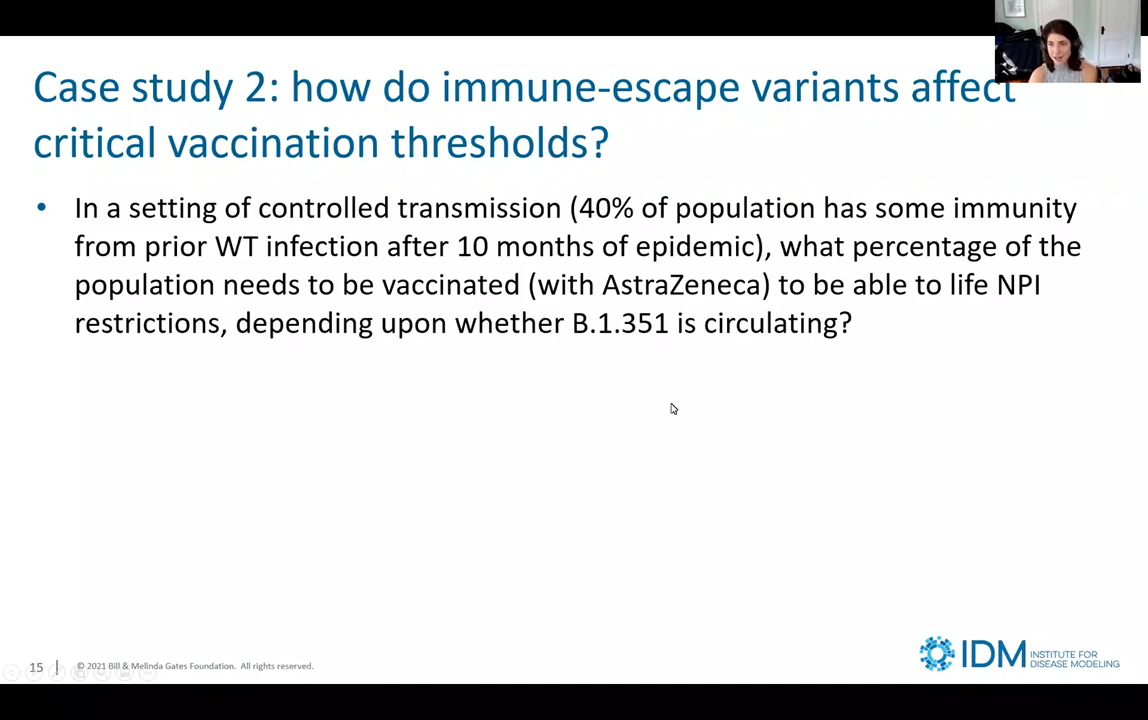 Case study 2: how do immune-escape variants affect
critical vaccination thresholds?
• In a setting of controlled transmission (40% of population has some immunity
from prior WT infection after 10 months of epidemic), what percentage of the
population needs to be vaccinated (with AstraZeneca) to be able to life NPI
restrictions, depending upon whether B.1.351 is circulating?
15 | © 2021 Bill & Melinda Gates Foundation. All rights reserved.
IDM INSTITUTE FOR
DISEASE MODELING